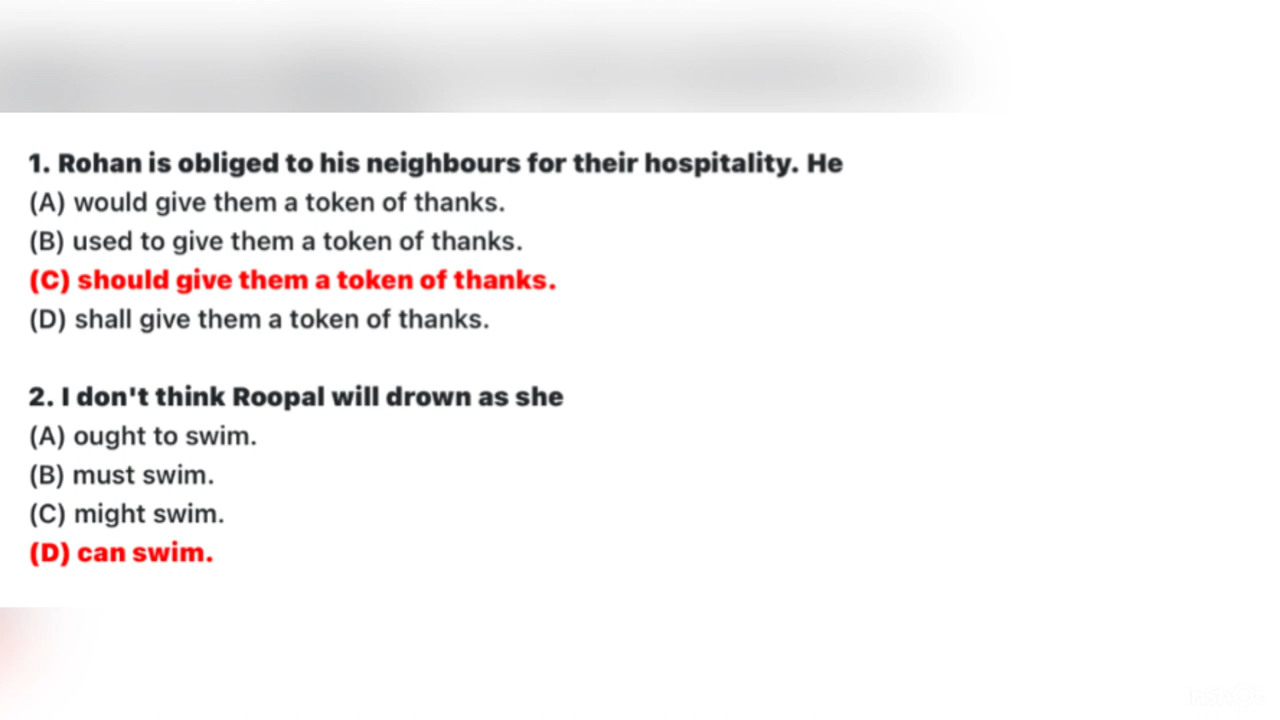 1. Rohan is obliged to his neighbours for their hospitality. He
(A) would give them a token of thanks.
(B) used to give them a token of thanks.
(C) should give them a token of thanks.
(D) shall give them a token of thanks.
2. I don't think Roopal will drown as she
(A) ought to swim.
(B) must swim.
(C) might swim.
(D) can swim.